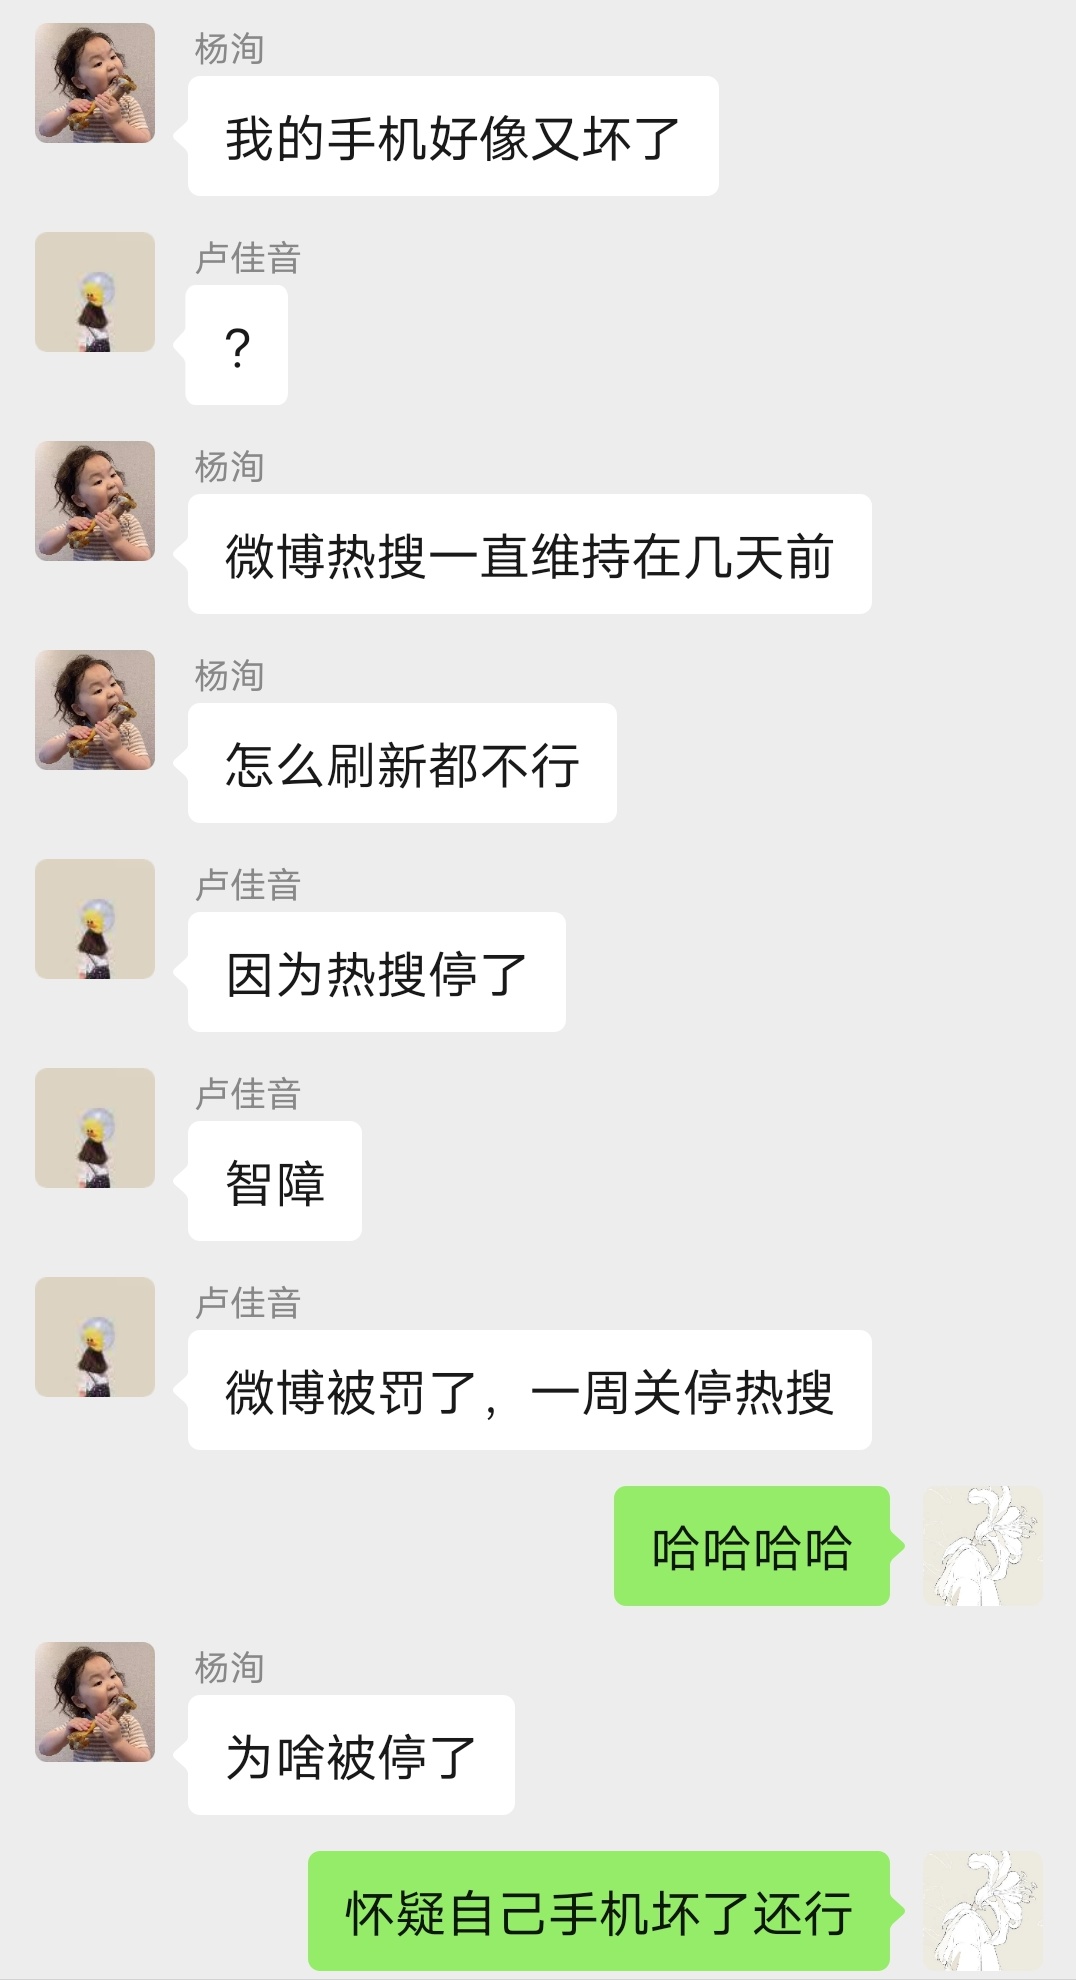 杨洵
我的手机好像又坏了
卢佳音
?
杨洵
微博热搜一直维持在几天前
杨洵
怎么刷新都不行
卢佳音
因为热搜停了
卢佳音
智障
卢佳音
微博被罚了，一周关停热搜
哈哈哈哈
杨洵
为啥被停了
怀疑自己手机坏了还行